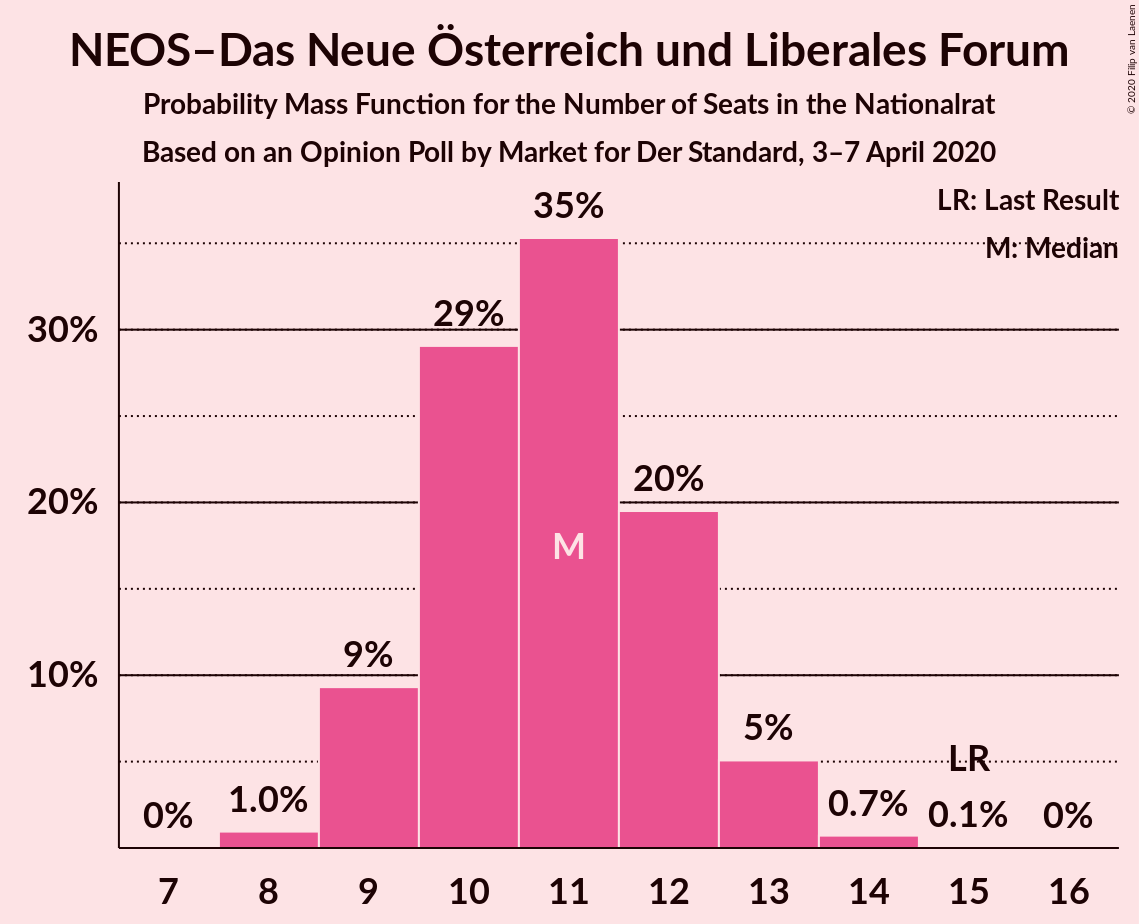 NEOS–Das Neue Österreich und Liberales Forum
Probability Mass Function for the Number of Seats in the Nationalrat
Based on an Opinion Poll by Market for Der Standard, 3–7 April 2020
© 2020 Filip van Laenen
LR: Last Result
M: Median
35%
30%
29%
20%
20%
M
10%
9%
5%
LR
0%
1.0%
0.7%
0.1%
0%
7 8 9 10 11 12 13 14 15 16